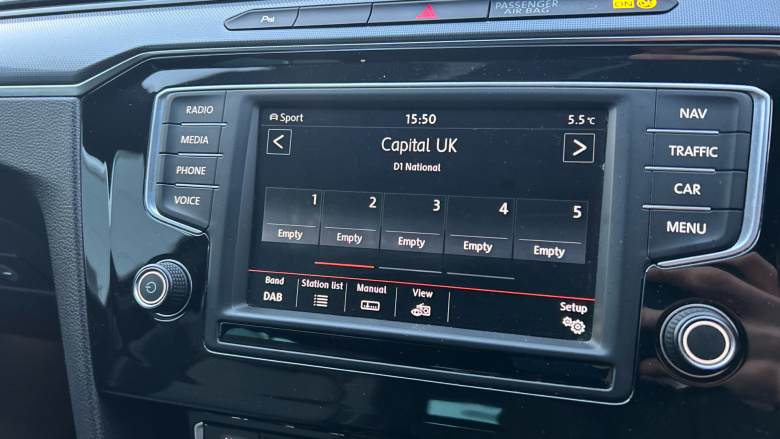 PASSENGER
AIR BAG
ON
RADIO
MEDIA
PHONE
VOICE
Sport 15:50 5.5°C
Capital UK
D1 National
1 2 3 4 5
Empty Empty Empty Empty Empty
Band Station list Manual View Setup
DAB
NAV
TRAFFIC
CAR
MENU